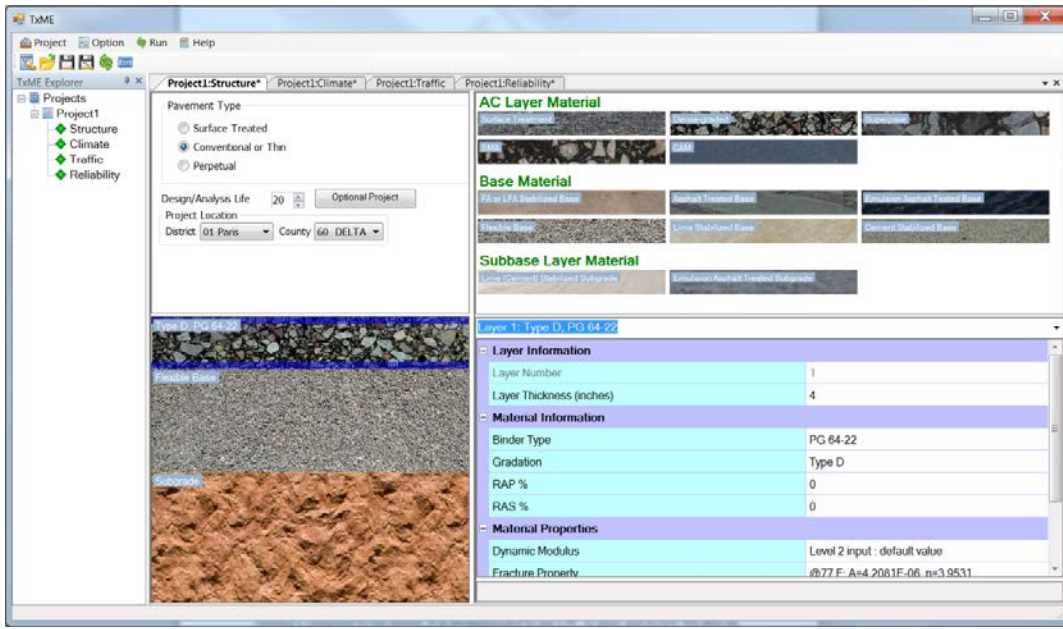 TxME
Project Option Run Help
TxME Explorer
Projects
Project1
Structure
Climate
Traffic
Reliability
Project1:Structure* Project1:Climate* Project1:Traffic Project1:Reliability*
Pavement Type
Surface Treated
Conventional or Thin
Perpetual
Design/Analysis Life 20 Optional Project
Project Location
District 01 Paris County 60 DELTA
AC Layer Material
Surface Treatment Dense-graded Superpave
SMA CAM
Base Material
FA or LFA Stabilized Base Asphalt Treated Base Emulsion Asphalt Treated Base
Flexible Base Lime Stabilized Base Cement Stabilized Base
Subbase Layer Material
Lime (Cement) Stabilized Subgrade Emulsion Asphalt Treated Subgrade
Type D, PG 64-22
Flexible Base
Subgrade
Layer 1: Type D, PG 64-22
Layer Information
Layer Number 1
Layer Thickness (inches) 4
Material Information
Binder Type PG 64-22
Gradation Type D
RAP % 0
RAS % 0
Material Properties
Dynamic Modulus Level 2 input : default value
Fracture Property @77 F: A=4.2081E-06, n=3.9531